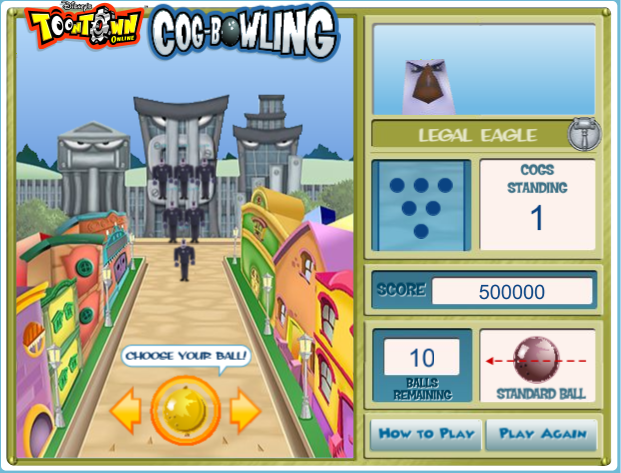 Disney's
TOONTOWN
ONLINE
COG-BOWLING
LEGAL EAGLE
COGS
STANDING
1
SCORE
500000
CHOOSE YOUR BALL!
10
BALLS
REMAINING
STANDARD BALL
HOW TO PLAY
PLAY AGAIN